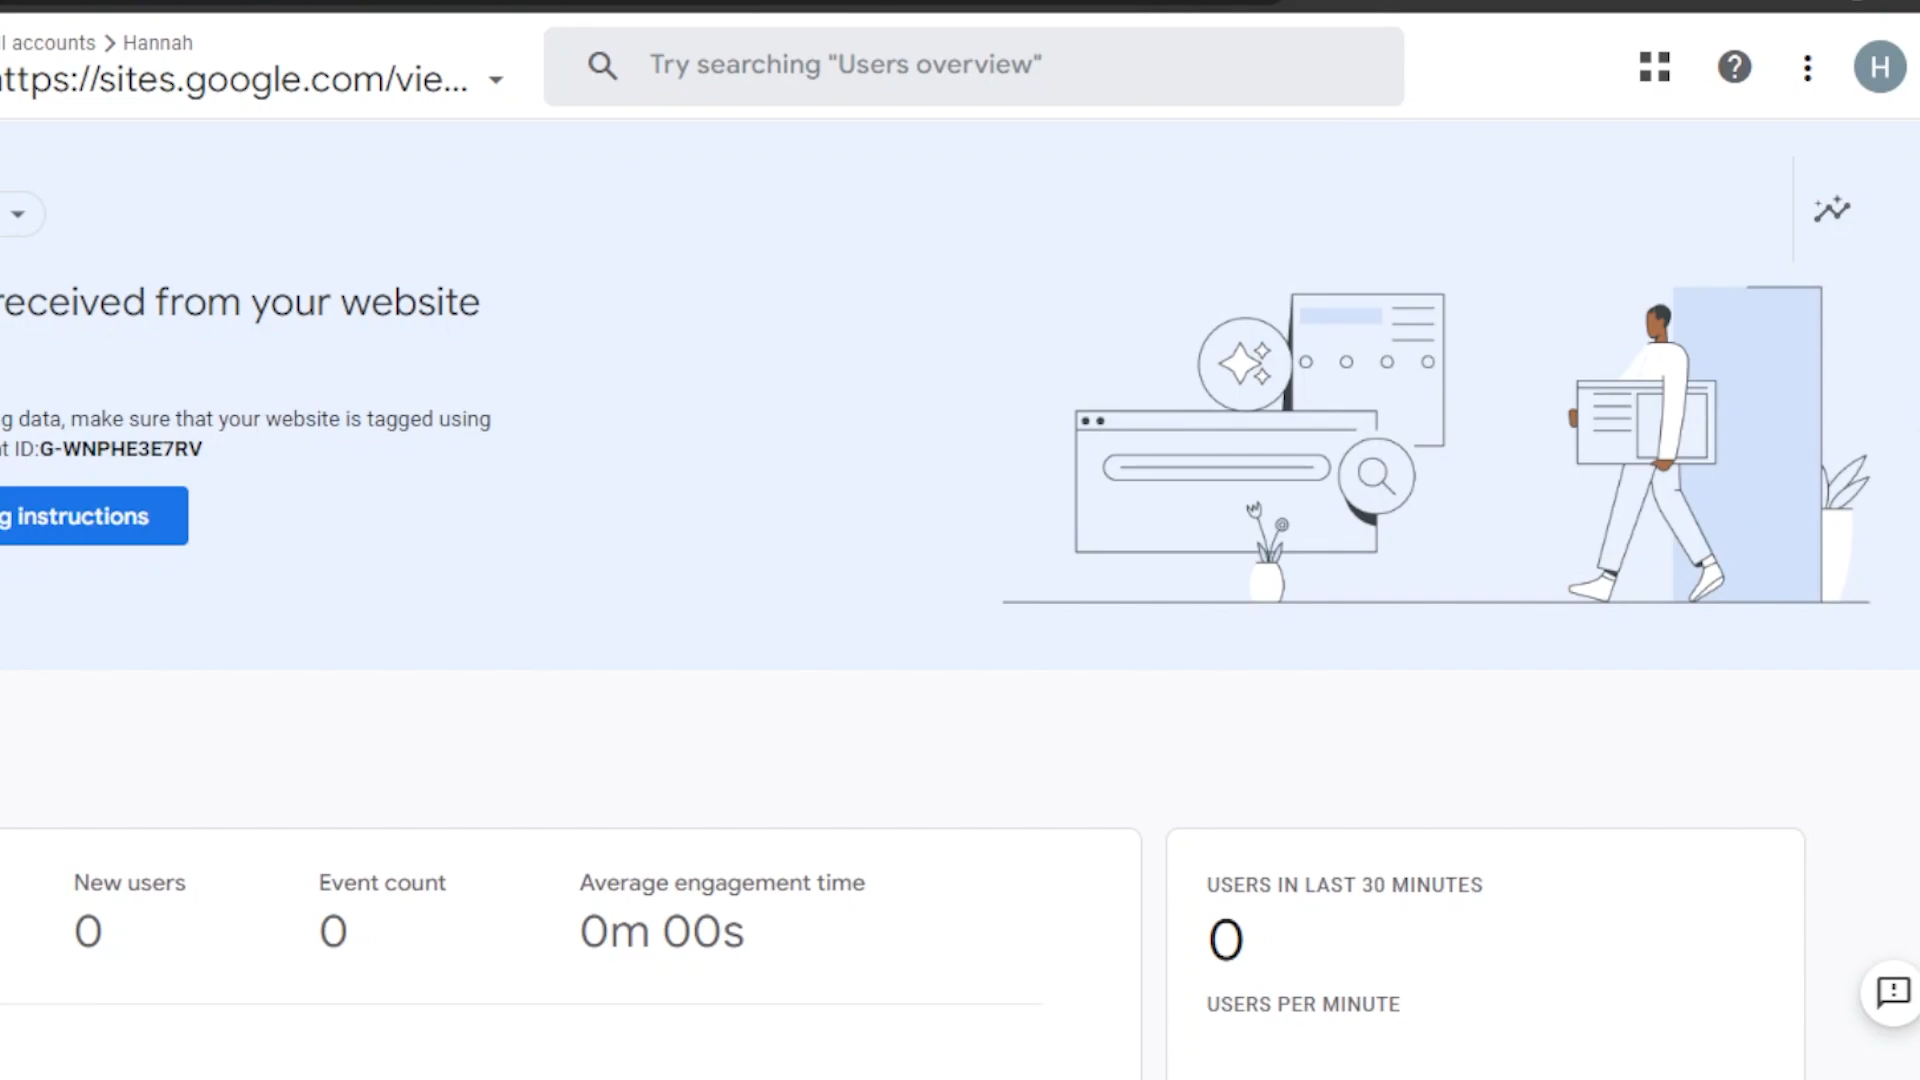 accounts > Hannah
ttps://sites.google.com/vie...
Try searching "Users overview"
H
received from your website
g data, make sure that your website is tagged using
t ID:G-WNPHE3E7RV
g instructions
New users
0
Event count
0
Average engagement time
0m 00s
USERS IN LAST 30 MINUTES
0
USERS PER MINUTE